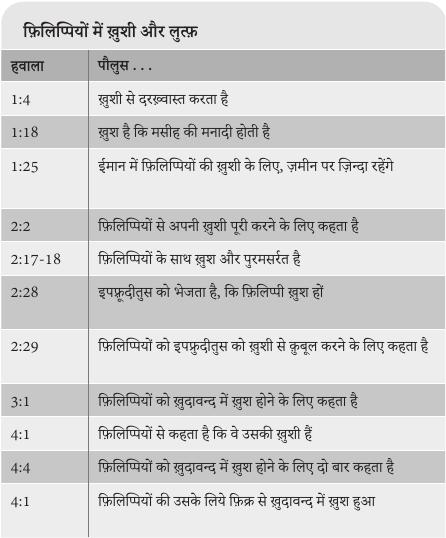 फ़िलिप्पियों में ख़ुशी और लुत्फ़
हवाला पौलुस . . .
1:4 ख़ुशी से दरख़्वास्त करता है
1:18 ख़ुश है कि मसीह की मनादी होती है
1:25 ईमान में फ़िलिप्पियों की ख़ुशी के लिए, ज़मीन पर ज़िन्दा रहेंगे
2:2 फ़िलिप्पियों से अपनी ख़ुशी पूरी करने के लिए कहता है
2:17-18 फ़िलिप्पियों के साथ ख़ुश और पुरमसर्रत है
2:28 इपफ़्रूदीतुस को भेजता है, कि फ़िलिप्पी ख़ुश हों
2:29 फ़िलिप्पियों को इपफ्रुदीतुस को ख़ुशी से क़ुबूल करने के लिए कहता है
3:1 फ़िलिप्पियों को ख़ुदावन्द में ख़ुश होने के लिए कहता है
4:1 फ़िलिप्पियों से कहता है कि वे उसकी ख़ुशी हैं
4:4 फ़िलिप्पियों को ख़ुदावन्द में ख़ुश होने के लिए दो बार कहता है
4:1 फ़िलिप्पियों की उसके लिये फ़िक्र से ख़ुदावन्द में ख़ुश हुआ